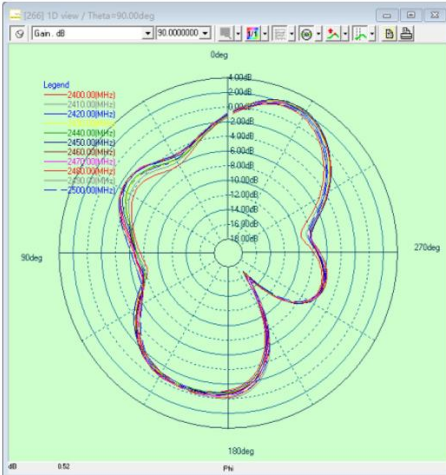 [266] 1D view / Theta=90.00deg
Gain. dB
90.0000000
0deg
Legend
2400.00(MHz)
2410.00(MHz)
2420.00(MHz)
2440.00(MHz)
2450.00(MHz)
2460.00(MHz)
2470.00(MHz)
2480.00(MHz)
2490.00(MHz)
2500.00(MHz)
4.00dB
2.00dB
0.00dB
-2.00dB
-4.00dB
-6.00dB
-8.00dB
-10.00dB
-12.00dB
-14.00dB
-16.00dB
-18.00dB
90deg
270deg
180deg
dB
0:52
Phi